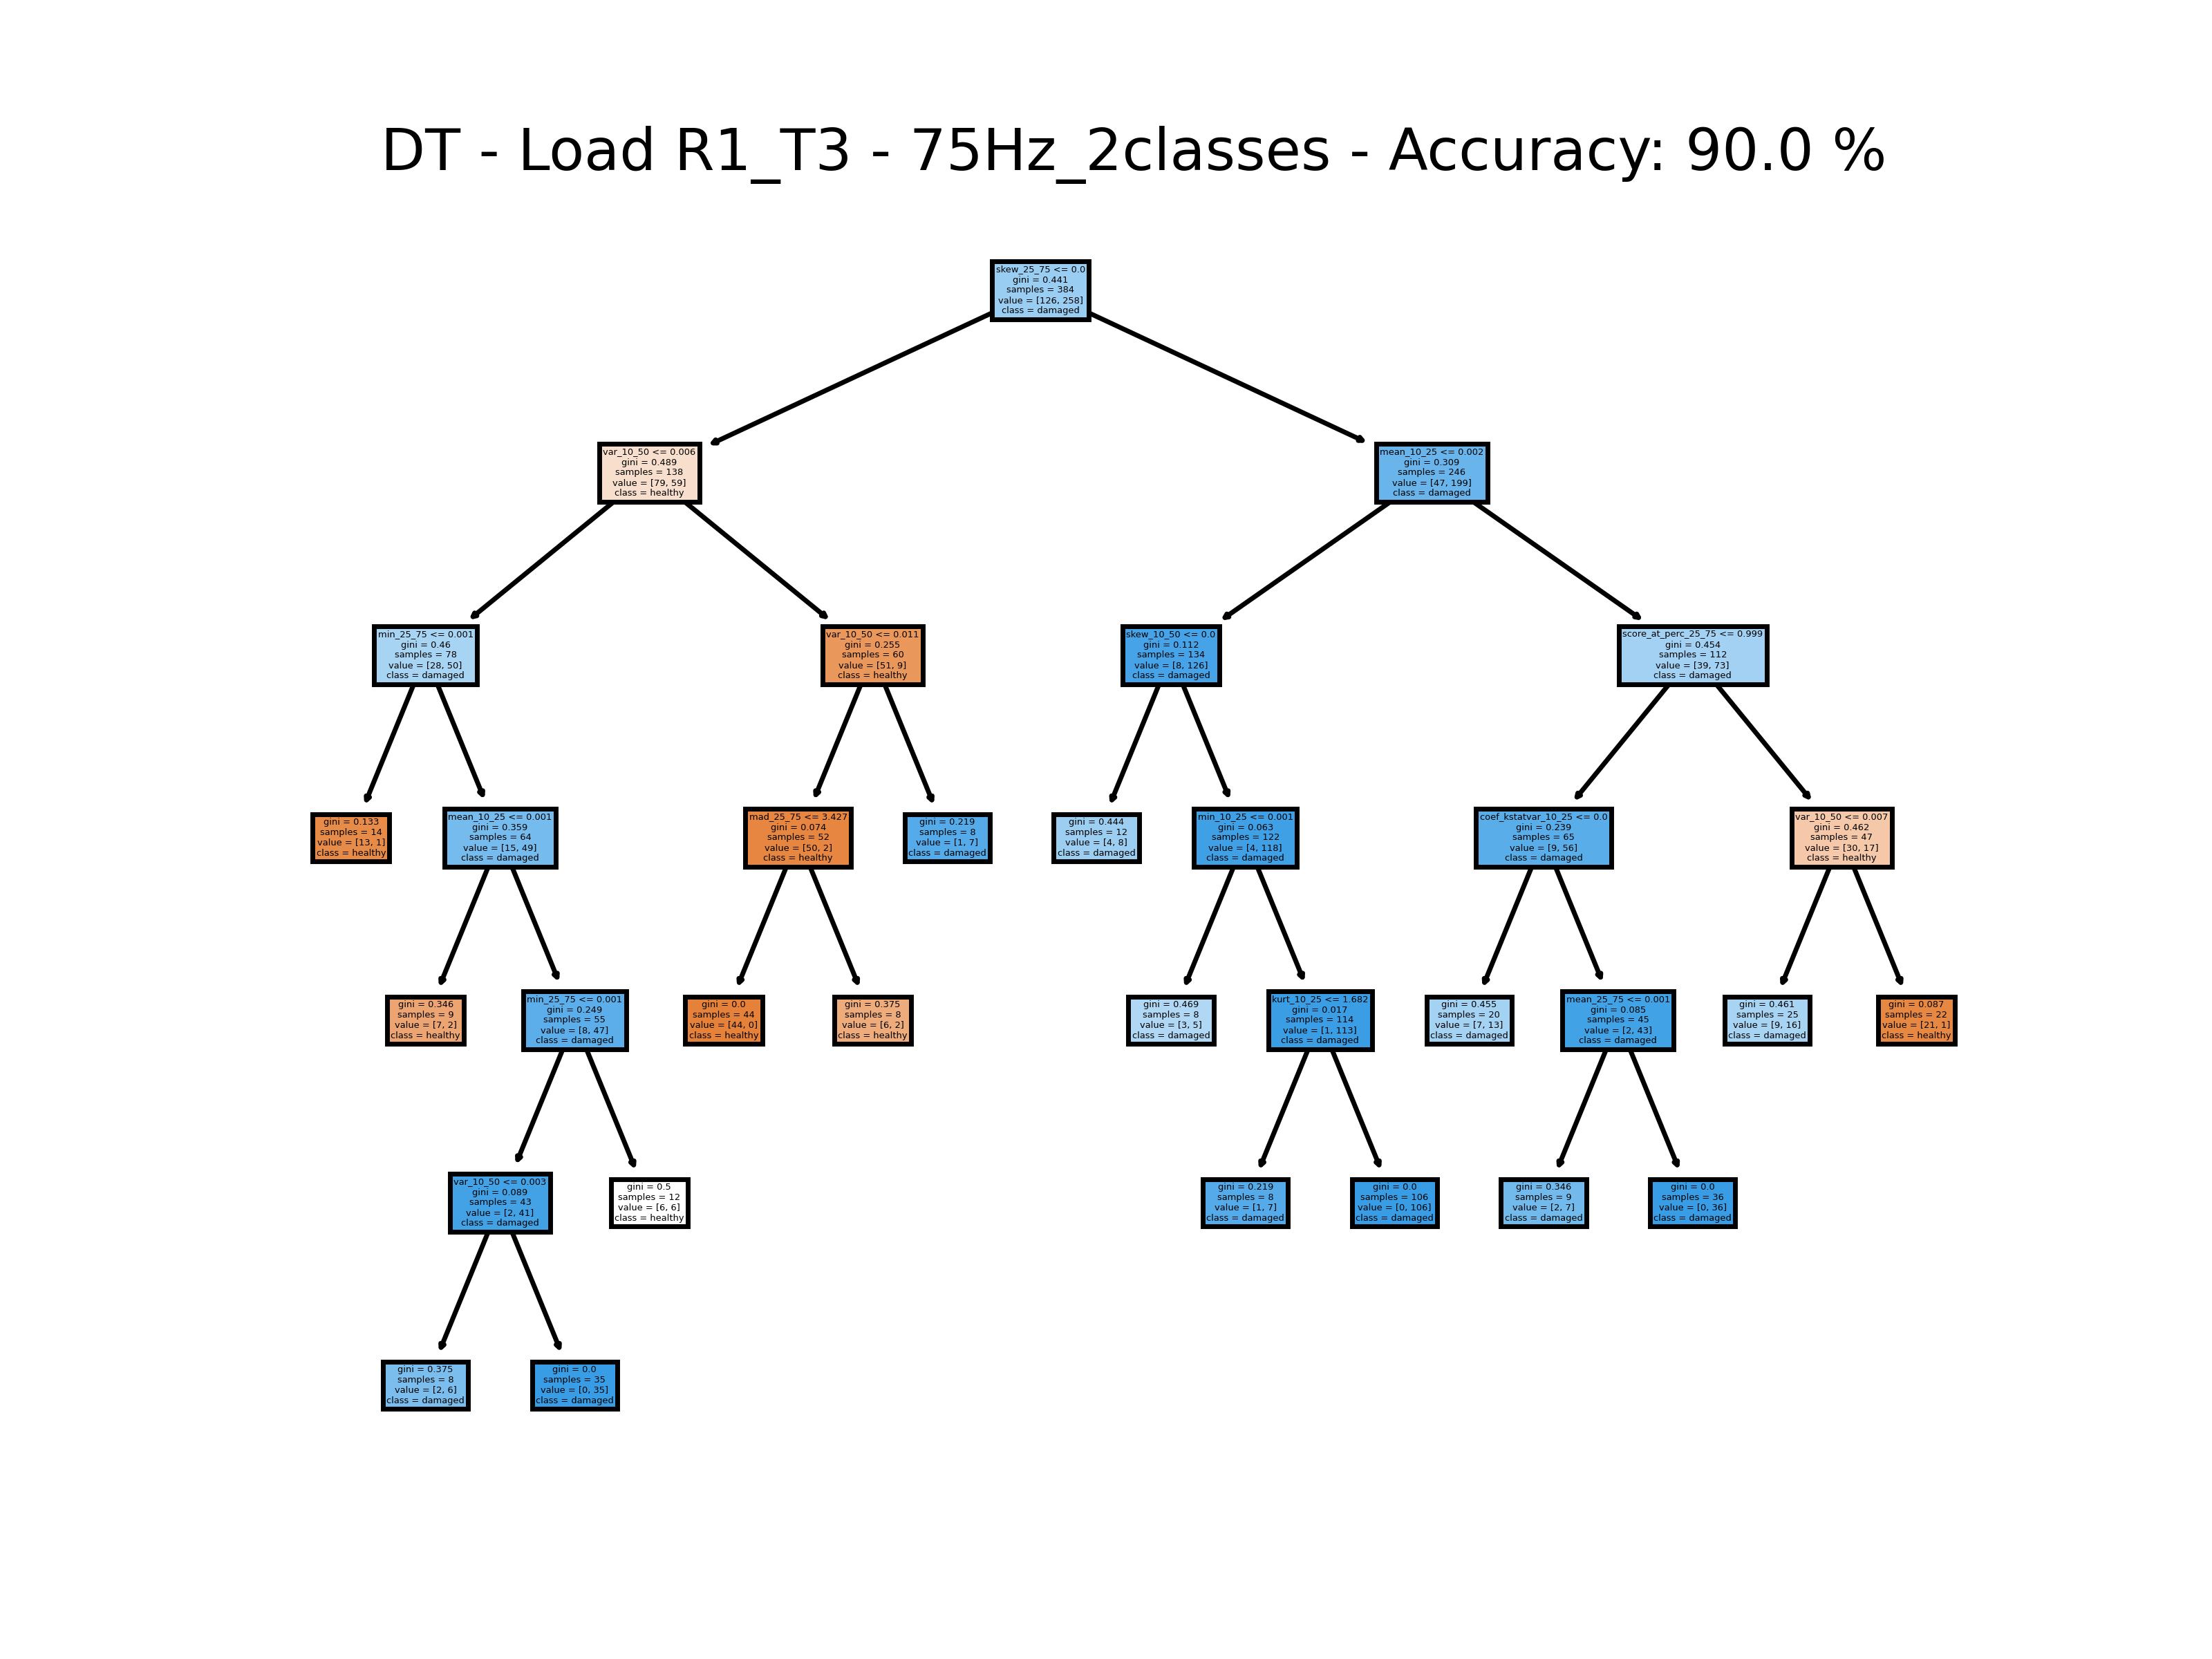 DT - Load R1_T3 - 75Hz_2classes - Accuracy: 90.0 %
skew_25_75 <= 0.0
gini = 0.441
samples = 384
value = [126, 258]
class = damaged
var_10_50 <= 0.006
gini = 0.489
samples = 138
value = [79, 59]
class = healthy
mean_10_25 <= 0.002
gini = 0.309
samples = 246
value = [47, 199]
class = damaged
min_25_75 <= 0.001
gini = 0.46
samples = 78
value = [28, 50]
class = damaged
var_10_50 <= 0.011
gini = 0.255
samples = 60
value = [51, 9]
class = healthy
skew_10_50 <= 0.0
gini = 0.112
samples = 134
value = [8, 126]
class = damaged
score_at_perc_25_75 <= 0.999
gini = 0.454
samples = 112
value = [39, 73]
class = damaged
gini = 0.133
samples = 14
value = [13, 1]
class = healthy
mean_10_25 <= 0.001
gini = 0.359
samples = 64
value = [15, 49]
class = damaged
mad_25_75 <= 3.427
gini = 0.074
samples = 52
value = [50, 2]
class = healthy
gini = 0.219
samples = 8
value = [1, 7]
class = damaged
gini = 0.444
samples = 12
value = [4, 8]
class = damaged
min_10_25 <= 0.001
gini = 0.063
samples = 122
value = [4, 118]
class = damaged
coef_kstatvar_10_25 <= 0.0
gini = 0.239
samples = 65
value = [9, 56]
class = damaged
var_10_50 <= 0.007
gini = 0.462
samples = 47
value = [30, 17]
class = healthy
gini = 0.346
samples = 9
value = [7, 2]
class = healthy
min_25_75 <= 0.001
gini = 0.249
samples = 55
value = [8, 47]
class = damaged
gini = 0.0
samples = 44
value = [44, 0]
class = healthy
gini = 0.375
samples = 8
value = [6, 2]
class = healthy
gini = 0.469
samples = 8
value = [3, 5]
class = damaged
kurt_10_25 <= 1.682
gini = 0.017
samples = 114
value = [1, 113]
class = damaged
gini = 0.455
samples = 20
value = [7, 13]
class = damaged
mean_25_75 <= 0.001
gini = 0.085
samples = 45
value = [2, 43]
class = damaged
gini = 0.461
samples = 25
value = [9, 16]
class = damaged
gini = 0.087
samples = 22
value = [21, 1]
class = healthy
var_10_50 <= 0.003
gini = 0.089
samples = 43
value = [2, 41]
class = damaged
gini = 0.5
samples = 12
value = [6, 6]
class = healthy
gini = 0.219
samples = 8
value = [1, 7]
class = damaged
gini = 0.0
samples = 106
value = [0, 106]
class = damaged
gini = 0.346
samples = 9
value = [2, 7]
class = damaged
gini = 0.0
samples = 36
value = [0, 36]
class = damaged
gini = 0.375
samples = 8
value = [2, 6]
class = damaged
gini = 0.0
samples = 35
value = [0, 35]
class = damaged